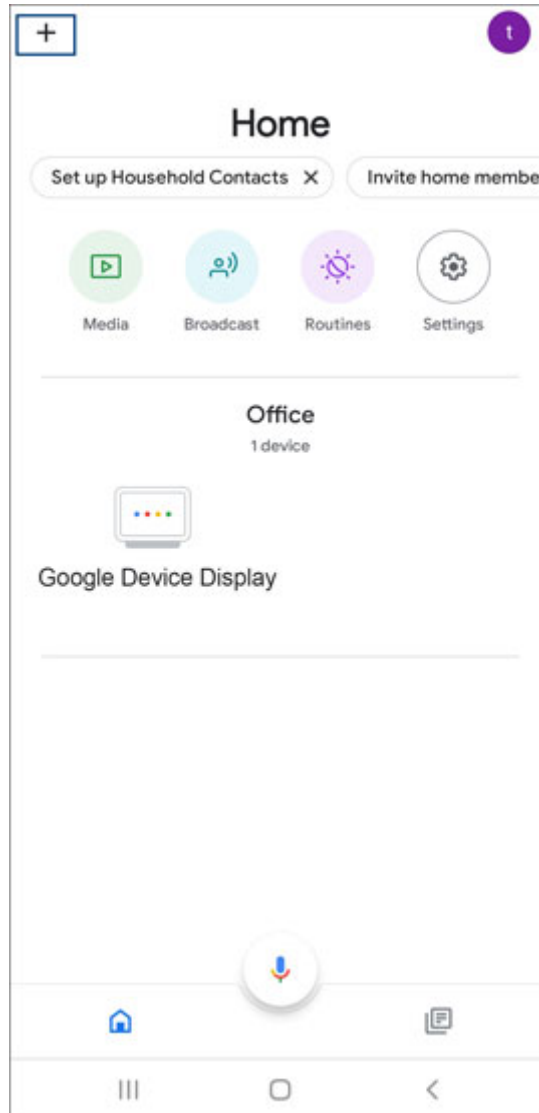 +
t
Home
Set up Household Contacts X Invite home membe
Media Broadcast Routines Settings
Office
1 device
Google Device Display